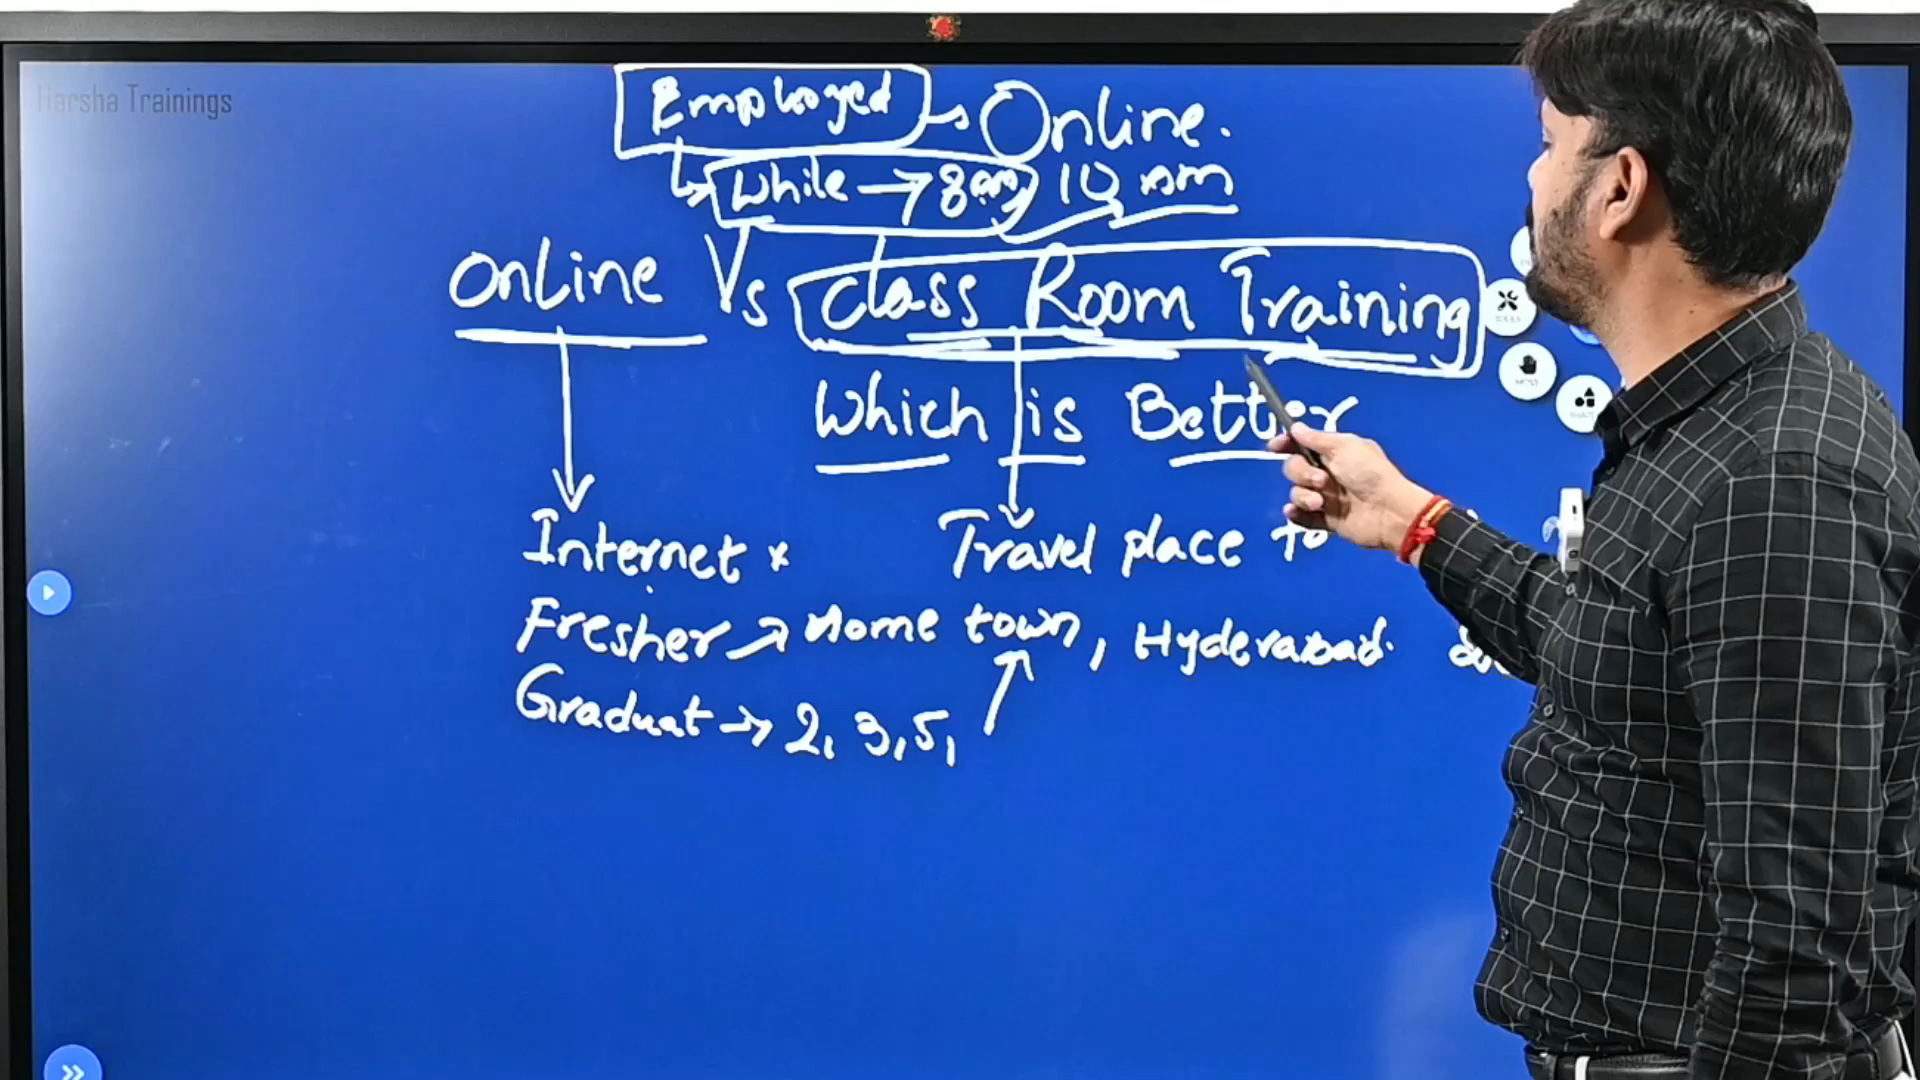 Harsha Trainings
Employed → Online.
↳ While → 8am, 10 am
Online Vs Class Room Training
Which is Better
Internet ×
Travel place to
Fresher → Home town, Hyderabad.
Graduat → 2, 3, 5,